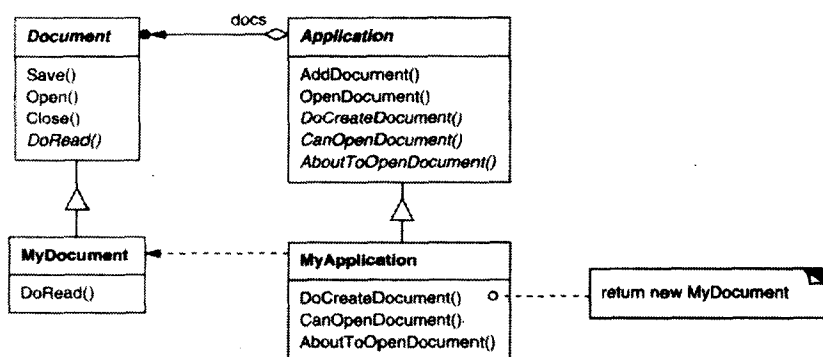 docs
Document
Save()
Open()
Close()
DoRead()
Application
AddDocument()
OpenDocument()
DoCreateDocument()
CanOpenDocument()
AboutToOpenDocument()
MyDocument
DoRead()
MyApplication
DoCreateDocument()
CanOpenDocument()
AboutToOpenDocument()
return new MyDocument